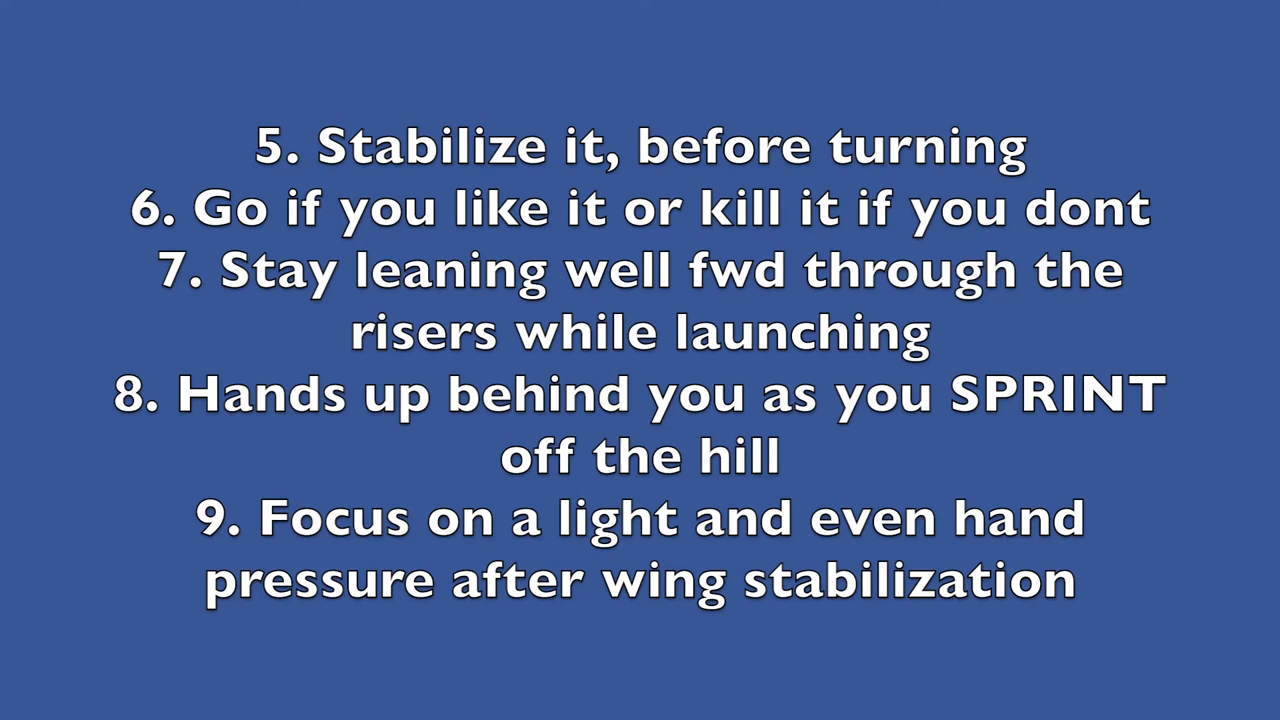 5. Stabilize it, before turning
6. Go if you like it or kill it if you dont
7. Stay leaning well fwd through the
risers while launching
8. Hands up behind you as you SPRINT
off the hill
9. Focus on a light and even hand
pressure after wing stabilization